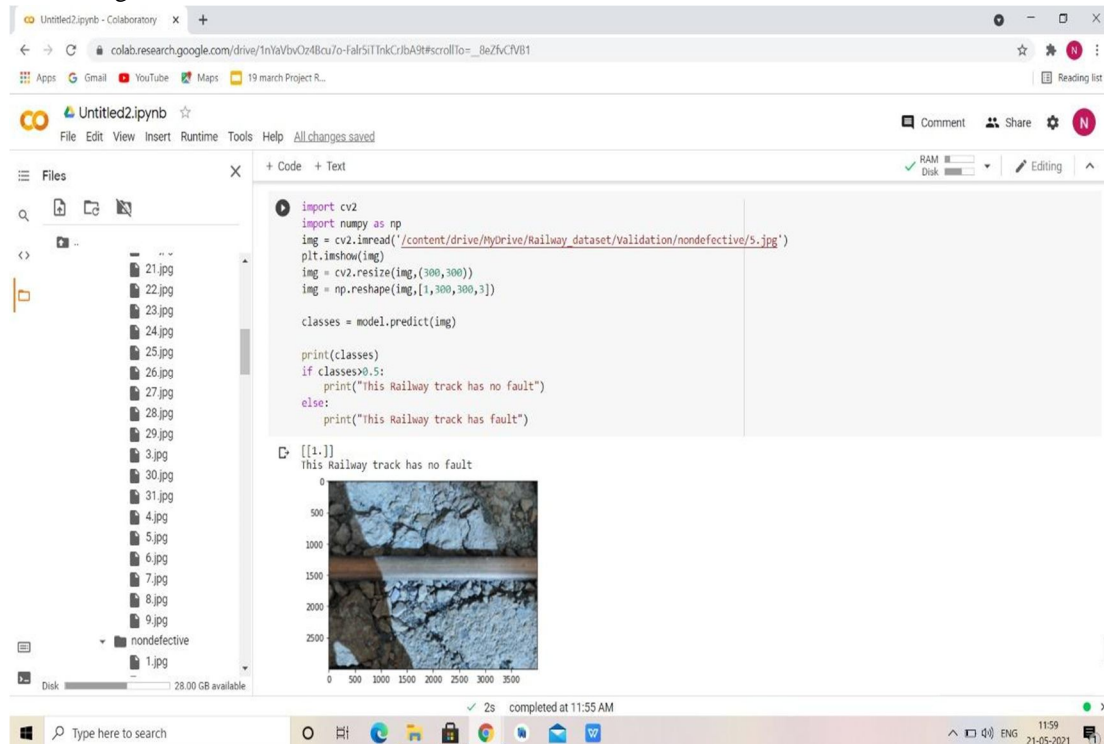 Untitled2.ipynb - Colaboratory
colab.research.google.com/drive/1nYaVbvOz4Bcu7o-Falr5iTTnkCrJbA9t#scrollTo=__8eZfvCfVB1
Apps Gmail YouTube Maps 19 march Project R... Reading list
Untitled2.ipynb
File Edit View Insert Runtime Tools Help All changes saved
Comment Share N
Files
+ Code + Text
RAM
Disk
Editing
..
21.jpg
22.jpg
23.jpg
24.jpg
25.jpg
26.jpg
27.jpg
28.jpg
29.jpg
3.jpg
30.jpg
31.jpg
4.jpg
5.jpg
6.jpg
7.jpg
8.jpg
9.jpg
nondefective
1.jpg
Disk 28.00 GB available
import cv2
import numpy as np
img = cv2.imread('/content/drive/MyDrive/Railway_dataset/Validation/nondefective/5.jpg')
plt.imshow(img)
img = cv2.resize(img,(300,300))
img = np.reshape(img,[1,300,300,3])
classes = model.predict(img)
print(classes)
if classes>0.5:
print("This Railway track has no fault")
else:
print("This Railway track has fault")
[[1.]]
This Railway track has no fault
0
500
1000
1500
2000
2500
0 500 1000 1500 2000 2500 3000 3500
2s completed at 11:55 AM
Type here to search
ENG
11:59
21-05-2021